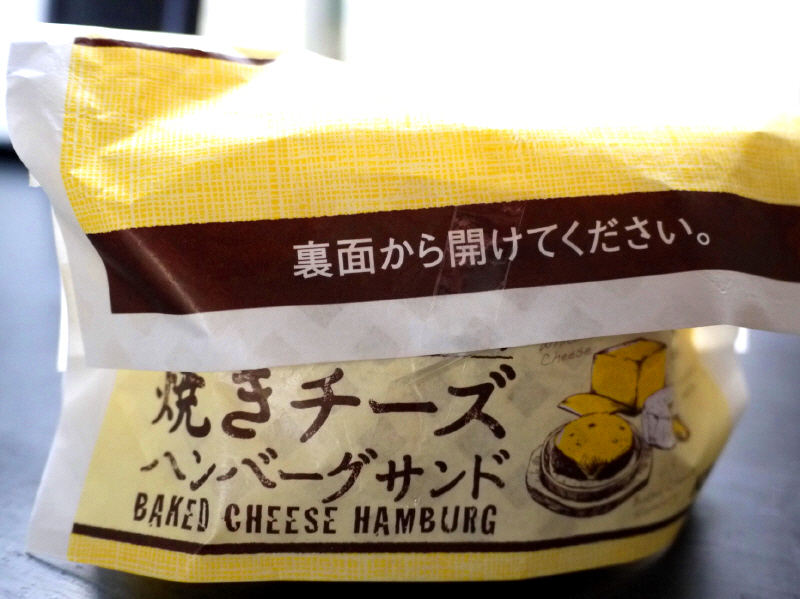 裏面から開けてください。
Cheese
焼きチーズ
ハンバーグサンド
BAKED CHEESE HAMBURG